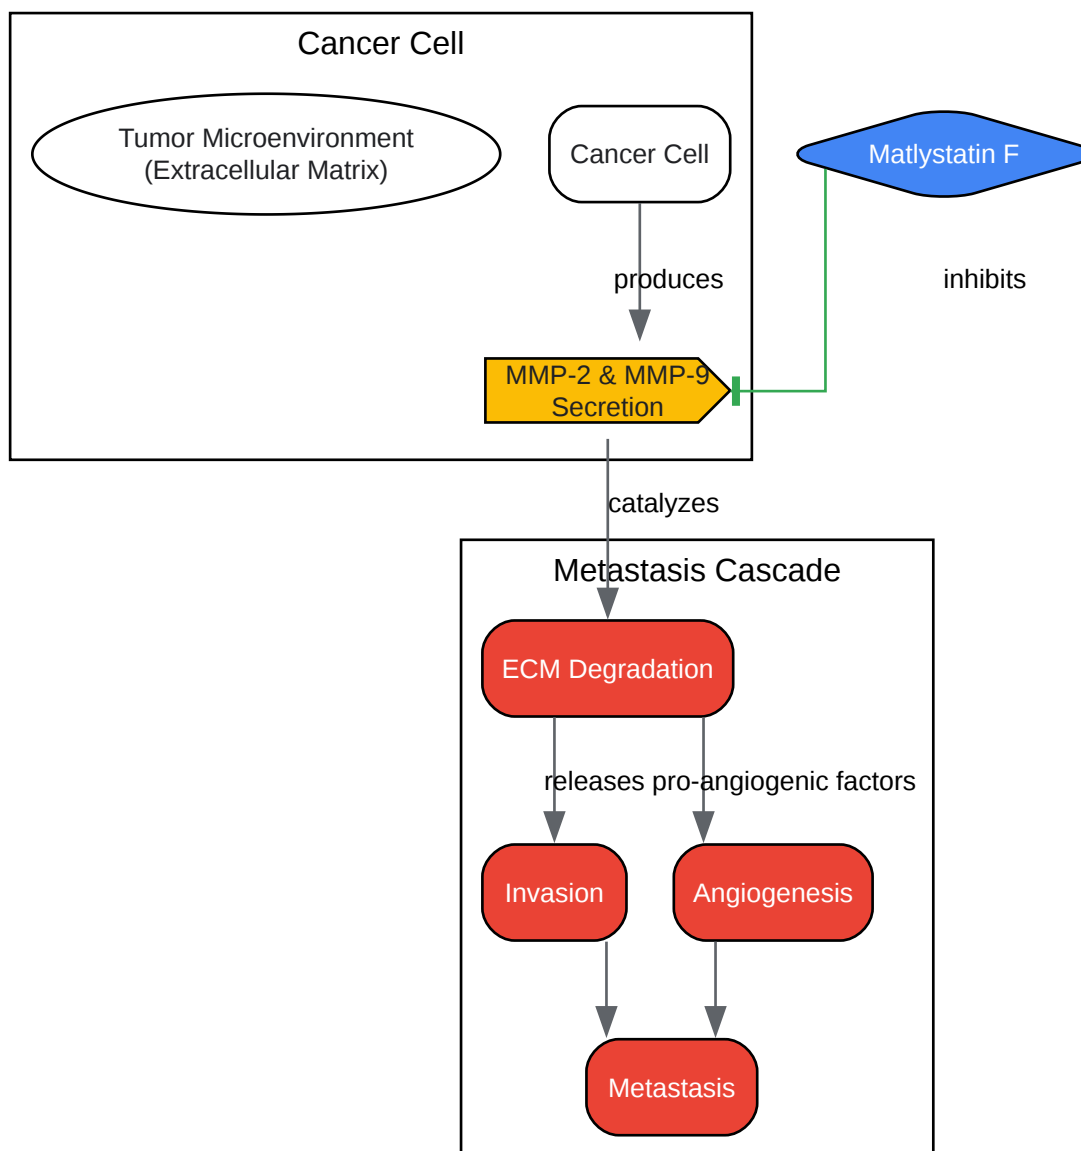 Cancer Cell
Tumor Microenvironment
(Extracellular Matrix)
Cancer Cell
Matlystatin F
produces
inhibits
MMP-2 & MMP-9
Secretion
catalyzes
Metastasis Cascade
ECM Degradation
releases pro-angiogenic factors
Invasion
Angiogenesis
Metastasis